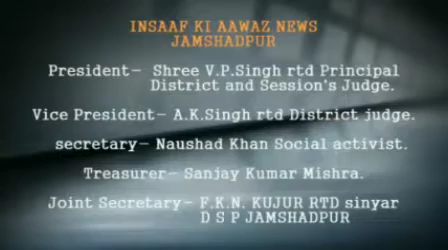 INSAAF KI AAWAZ NEWS
JAMSHADPUR
President- Shree V.P.Singh rtd Principal
District and Session's Judge.
Vice President- A.K.Singh rtd District judge.
secretary- Naushad Khan Social activist.
Treasurer- Sanjay Kumar Mishra.
Joint Secretary- F.K.N. KUJUR RTD sinyar
D S P JAMSHADPUR